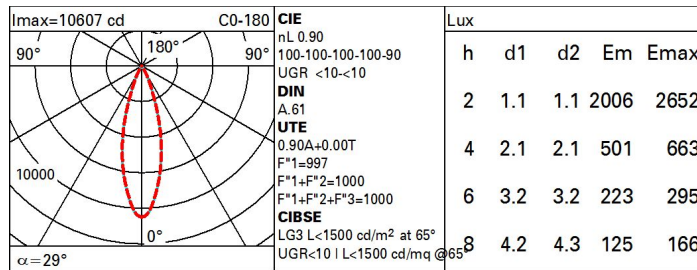 Imax=10607 cd C0-180
90° 180° 90°
10000
0°
α=29°
CIE
nL 0.90
100-100-100-100-90
UGR <10-<10
DIN
A.61
UTE
0.90A+0.00T
F"1=997
F"1+F"2=1000
F"1+F"2+F"3=1000
CIBSE
LG3 L<1500 cd/m² at 65°
UGR<10 | L<1500 cd/mq @65°
Lux
h d1 d2 Em Emax
2 1.1 1.1 2006 2652
4 2.1 2.1 501 663
6 3.2 3.2 223 295
8 4.2 4.3 125 166